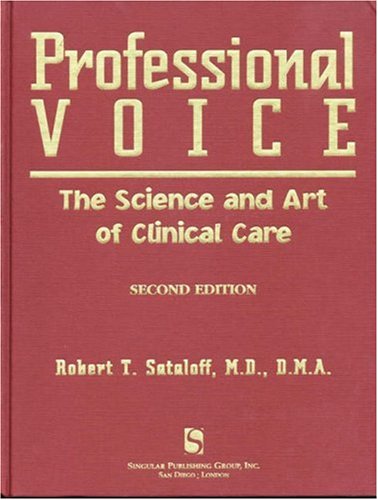 Professional
VOICE
The Science and Art
of Clinical Care
SECOND EDITION
Robert T. Sataloff, M.D., D.M.A.
S
SINGULAR PUBLISHING GROUP, INC.
SAN DIEGO · LONDON